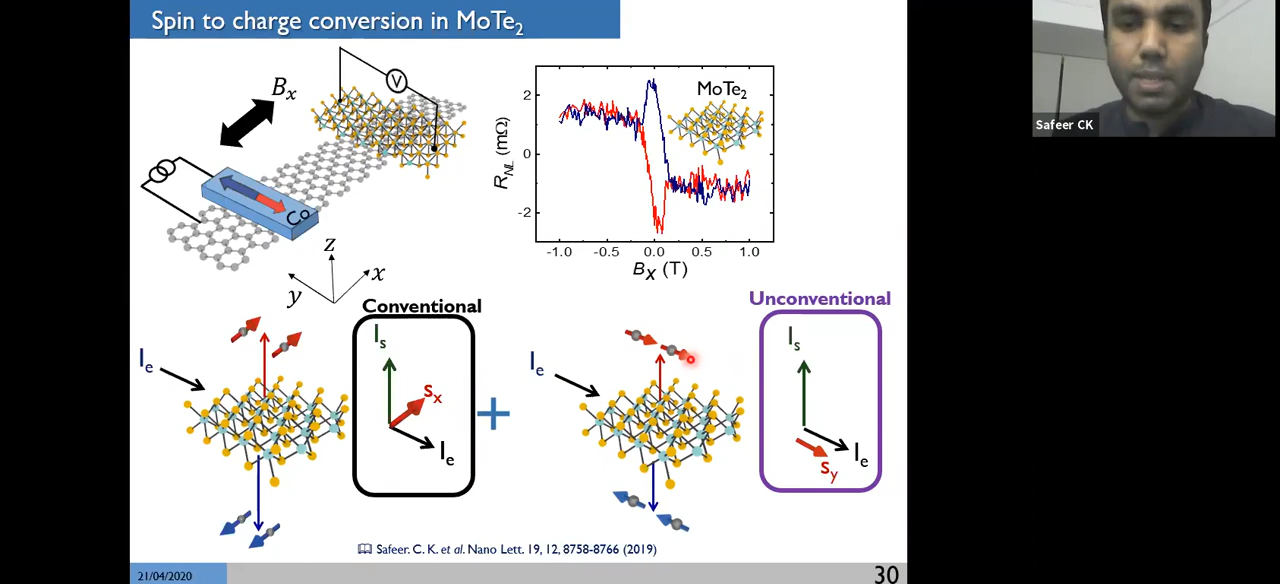 Spin to charge conversion in MoTe₂
Safeer CK
Bₓ
V
Co
z
y
x
R_NL (mΩ)
2
0
-2
MoTe₂
-1.0 -0.5 0.0 0.5 1.0
Bₓ (T)
Conventional
Unconventional
Iₑ
Iₛ
sₓ
Iₑ
+
Iₑ
Iₛ
Iₑ
s_y
Safeer. C. K. et al. Nano Lett. 19, 12, 8758-8766 (2019)
21/04/2020
30